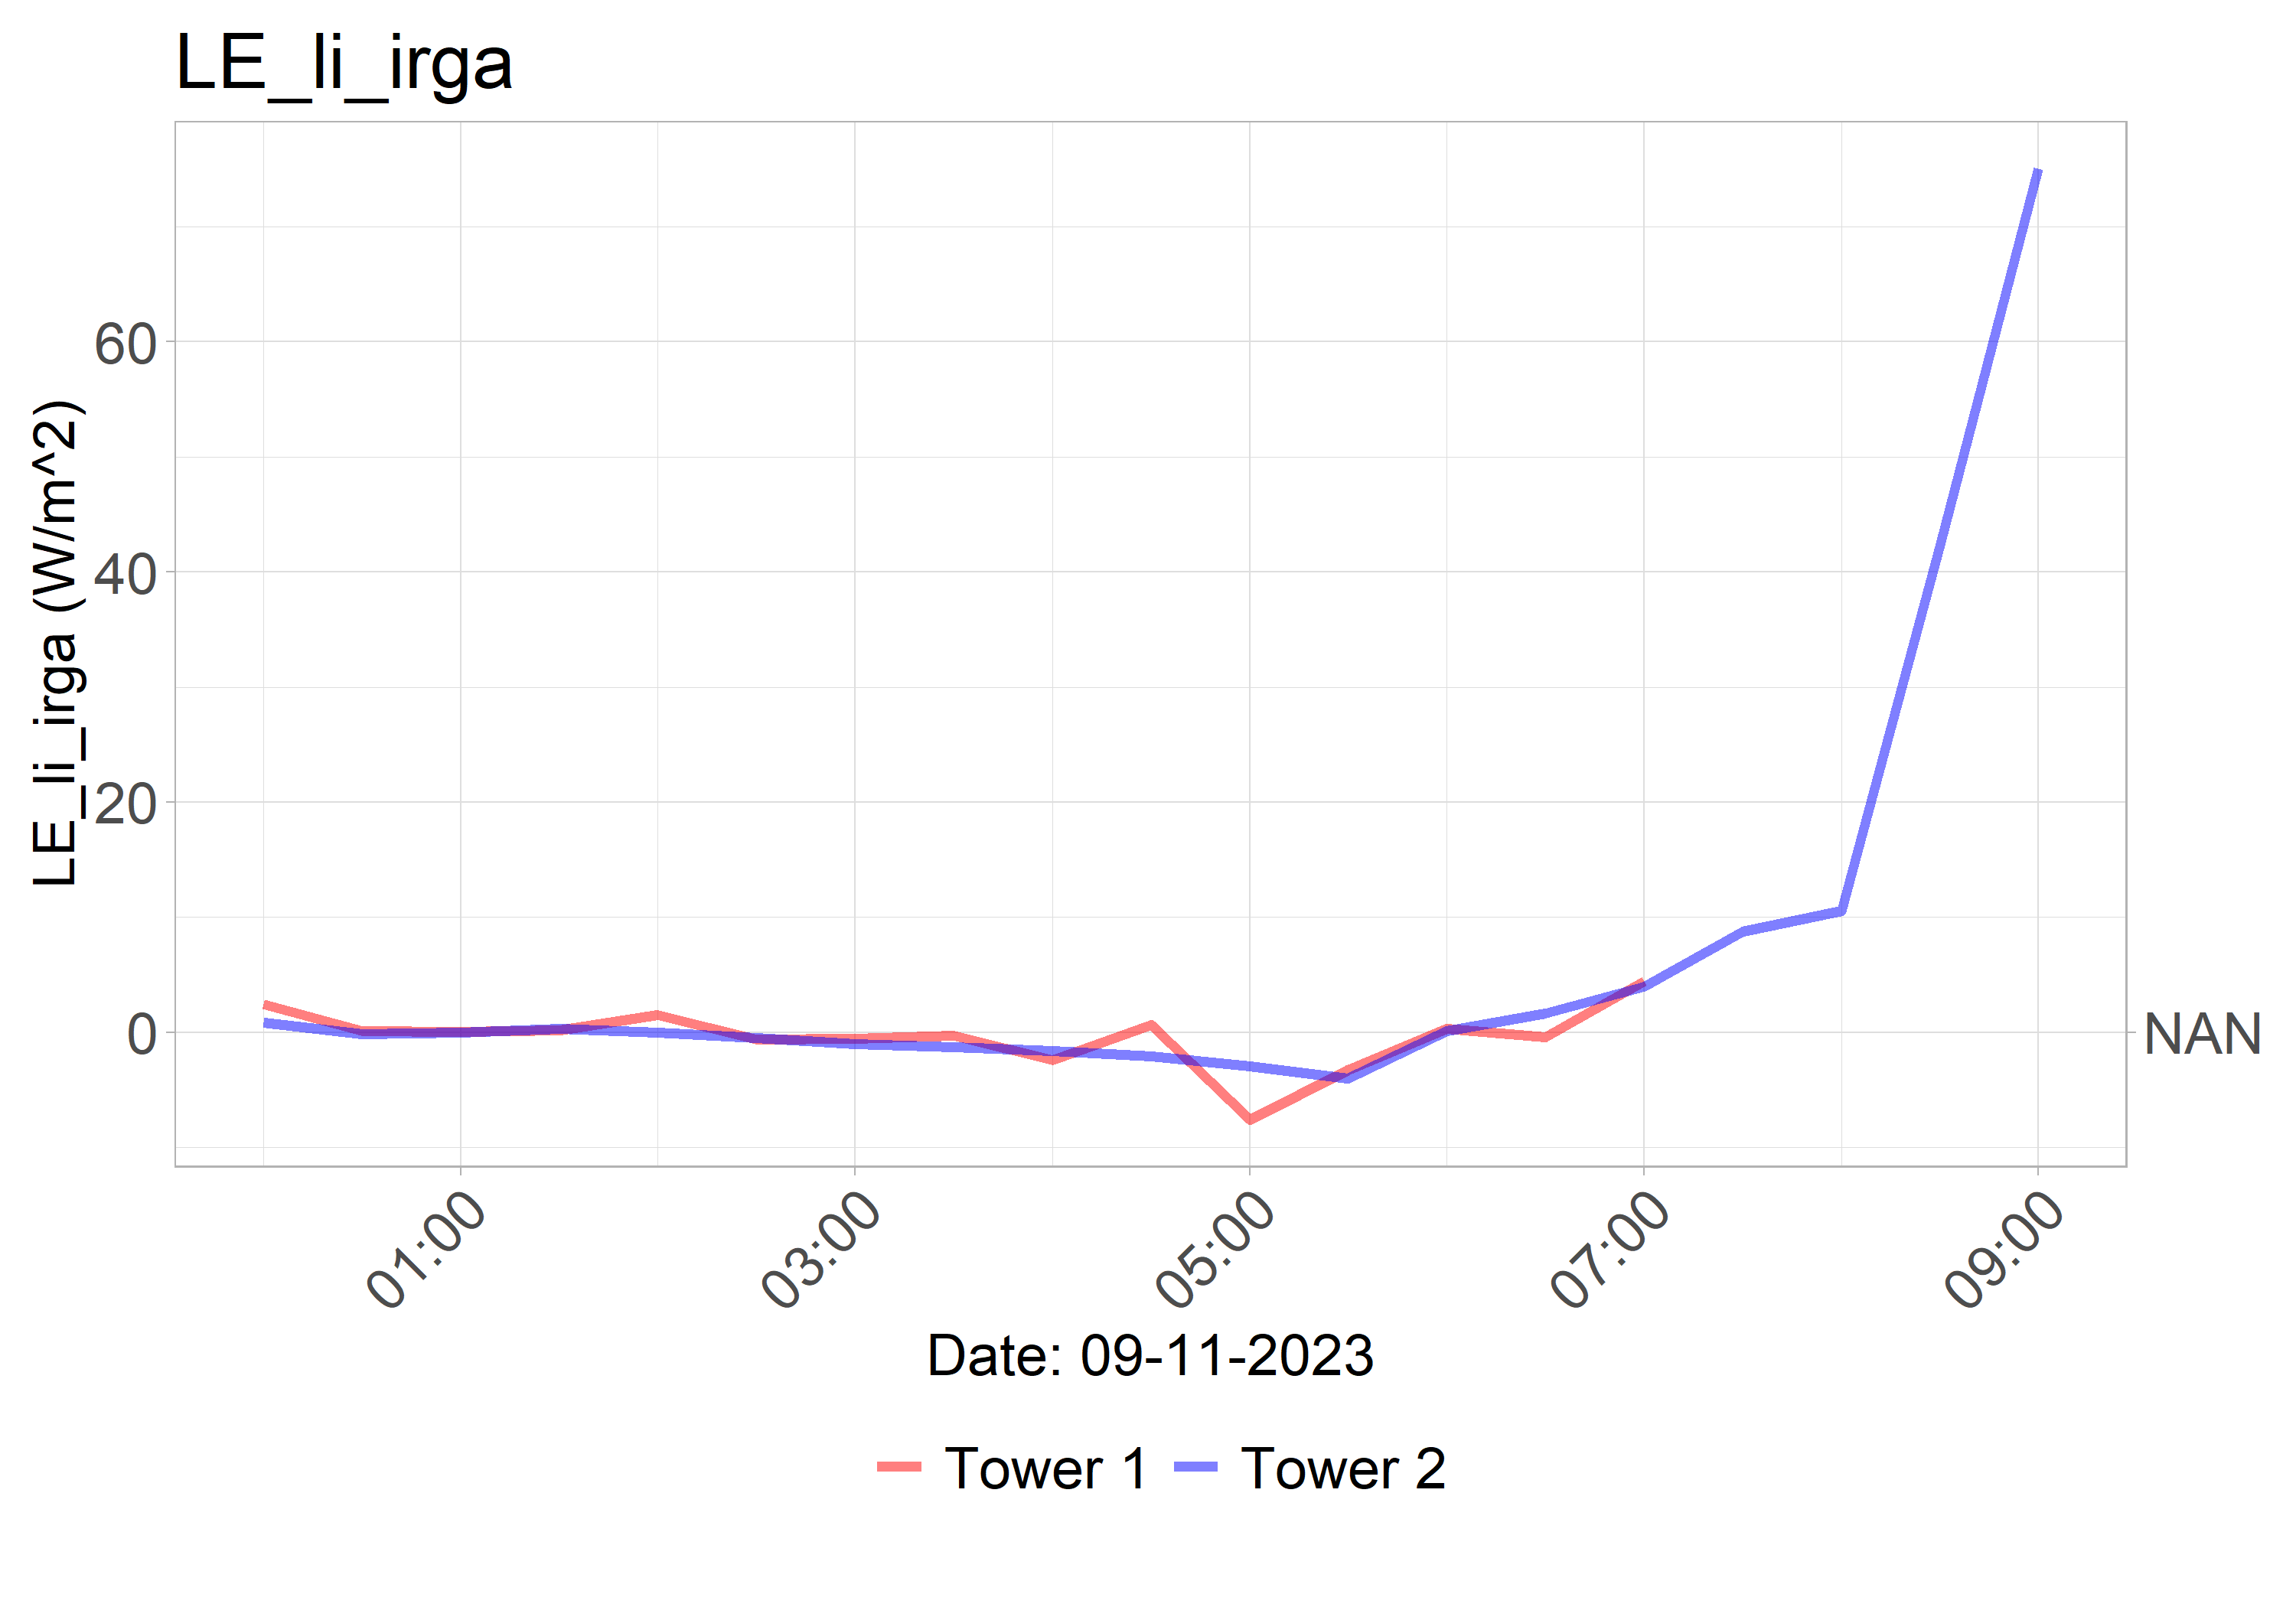 LE_li_irga
LE_li_irga (W/m^2)
60
40
20
0
NAN
01:00
03:00
05:00
07:00
09:00
Date: 09-11-2023
Tower 1
Tower 2